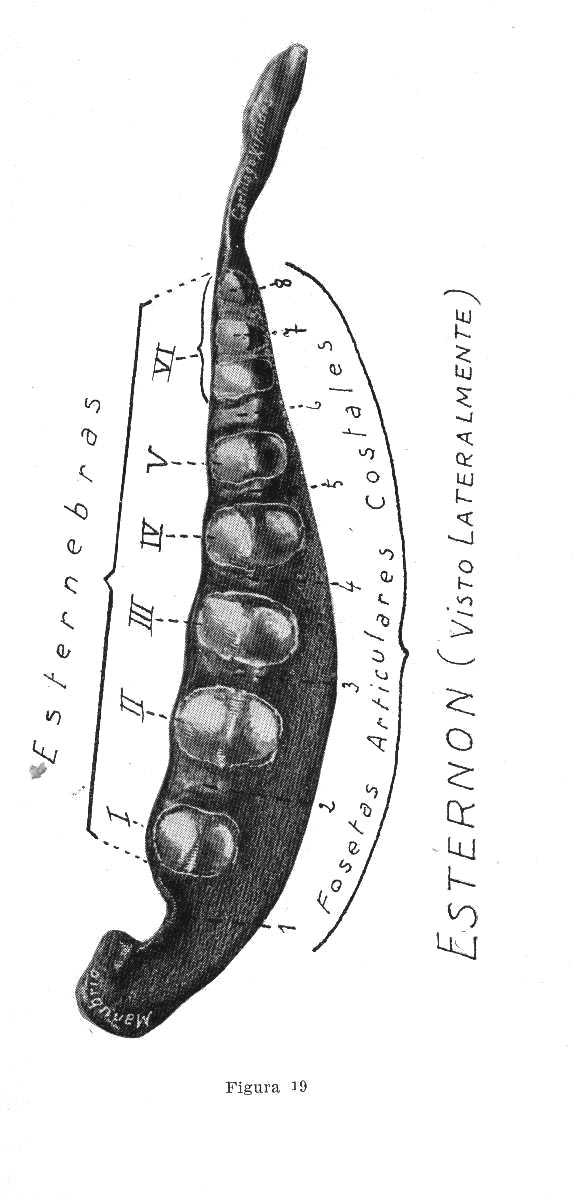 Cartílago Xifoides
Esternebras
VI
V
IV
III
II
I
8
7
6
5
4
3
2
1
Fosetas Articulares Costales
Manubrio
ESTERNON (VISTO LATERALMENTE)
Figura 19